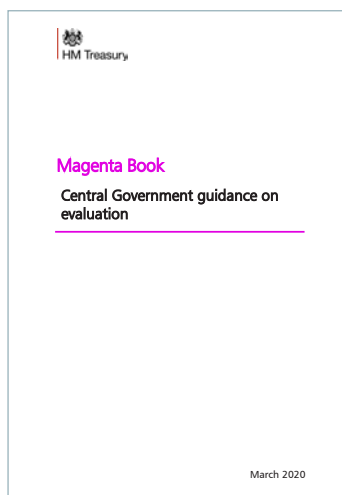 HM Treasury
Magenta Book
Central Government guidance on
evaluation
March 2020